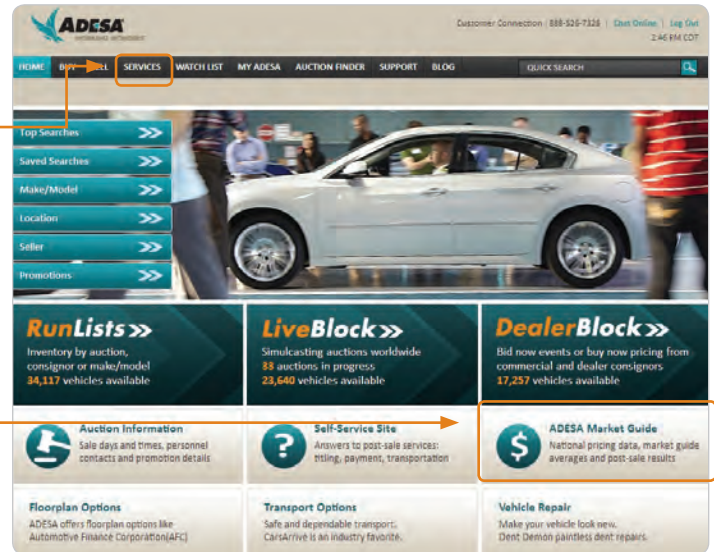 ADESA
Customer Connection | 888-526-7326 | Chat Online | Log Out
2:46 PM CDT
HOME BUY SELL SERVICES WATCH LIST MY ADESA AUCTION FINDER SUPPORT BLOG QUICK SEARCH
Top Searches
Saved Searches
Make/Model
Location
Seller
Promotions
RunLists >>
Inventory by auction,
consignor or make/model
34,117 vehicles available
LiveBlock >>
Simulcasting auctions worldwide
33 auctions in progress
23,640 vehicles available
DealerBlock >>
Bid now events or buy now pricing from
commercial and dealer consignors
17,257 vehicles available
Auction Information
Sale days and times, personnel
contacts and promotion details
Self-Service Site
Answers to post-sale services:
titling, payment, transportation
ADESA Market Guide
National pricing data, market guide
averages and post-sale results
Floorplan Options
ADESA offers floorplan options like
Automotive Finance Corporation(AFC)
Transport Options
Safe and dependable transport.
CarsArrive is an industry favorite.
Vehicle Repair
Make your vehicle look new.
Dent Demon paintless dent repairs.